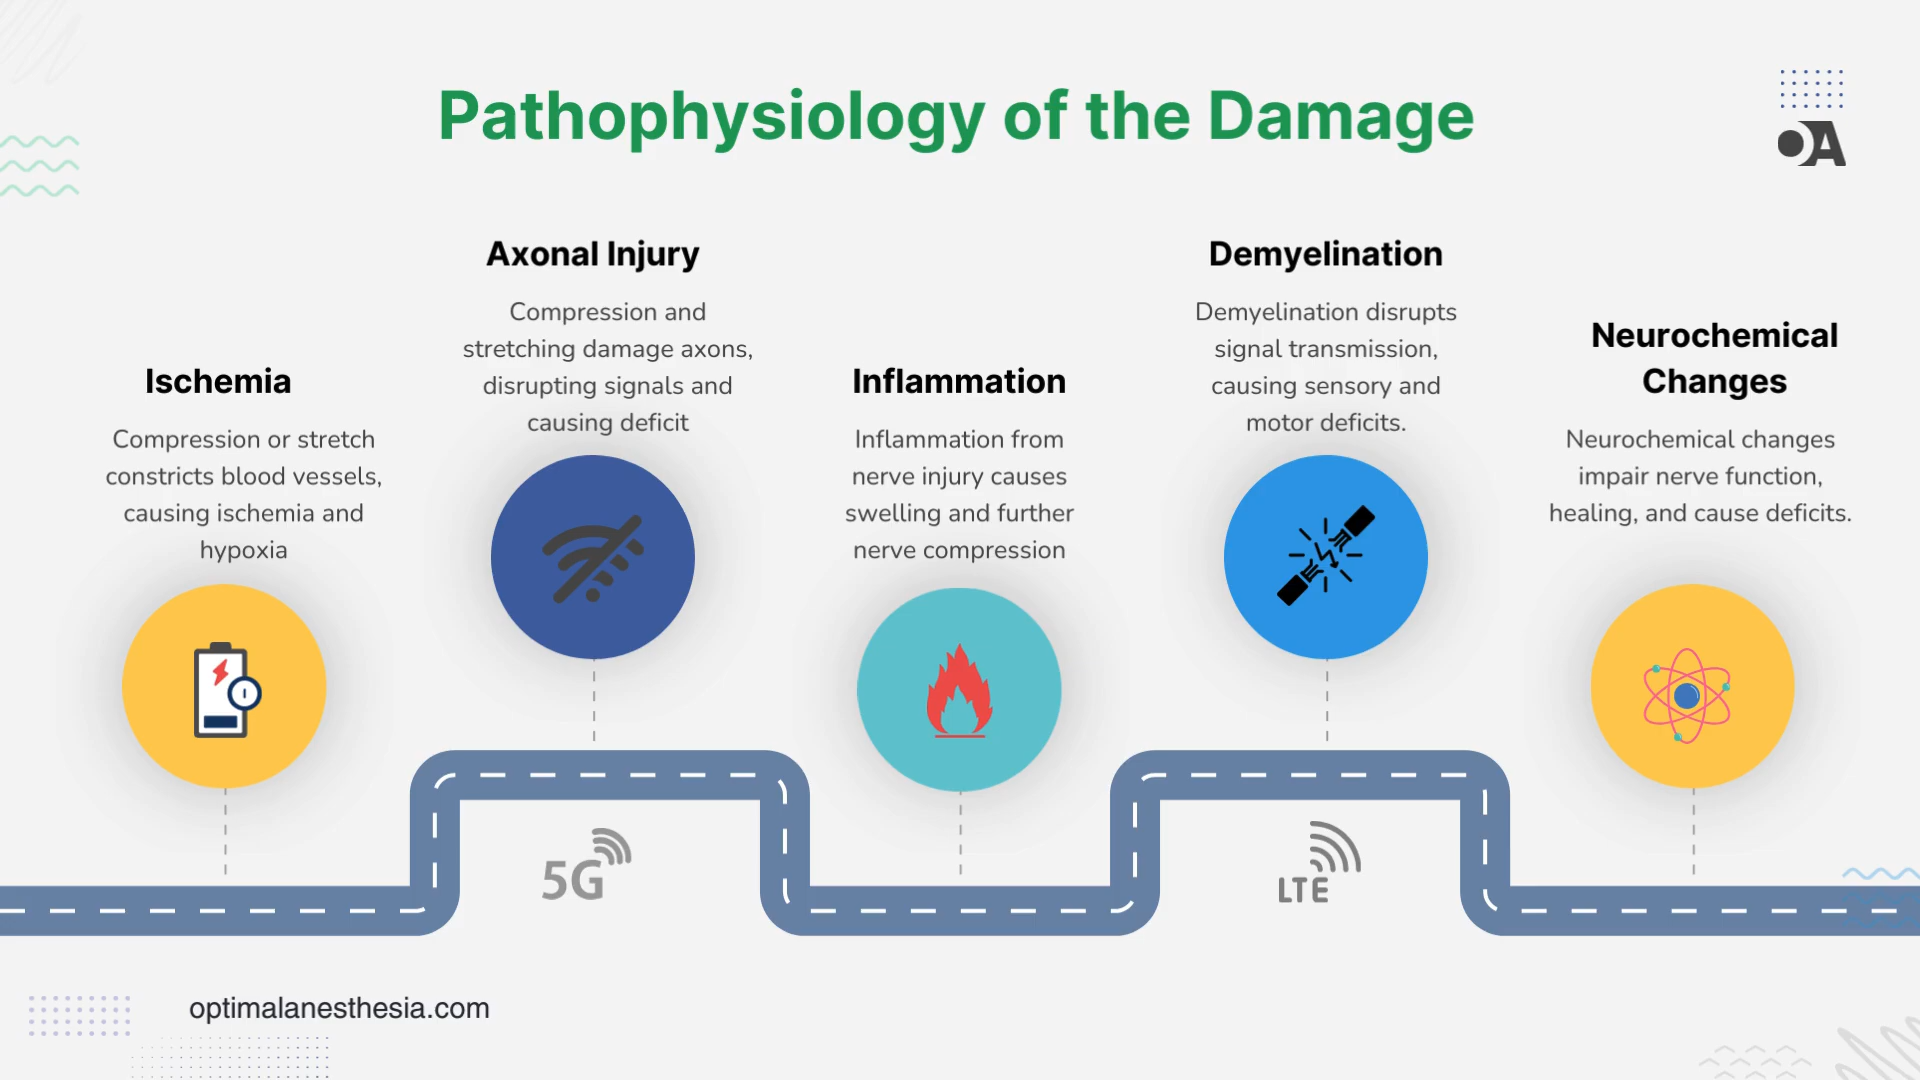 Pathophysiology of the Damage
OA
Ischemia
Compression or stretch
constricts blood vessels,
causing ischemia and
hypoxia
Axonal Injury
Compression and
stretching damage axons,
disrupting signals and
causing deficit
Inflammation
Inflammation from
nerve injury causes
swelling and further
nerve compression
Demyelination
Demyelination disrupts
signal transmission,
causing sensory and
motor deficits.
Neurochemical
Changes
Neurochemical changes
impair nerve function,
healing, and cause deficits.
5G
LTE
optimalanesthesia.com